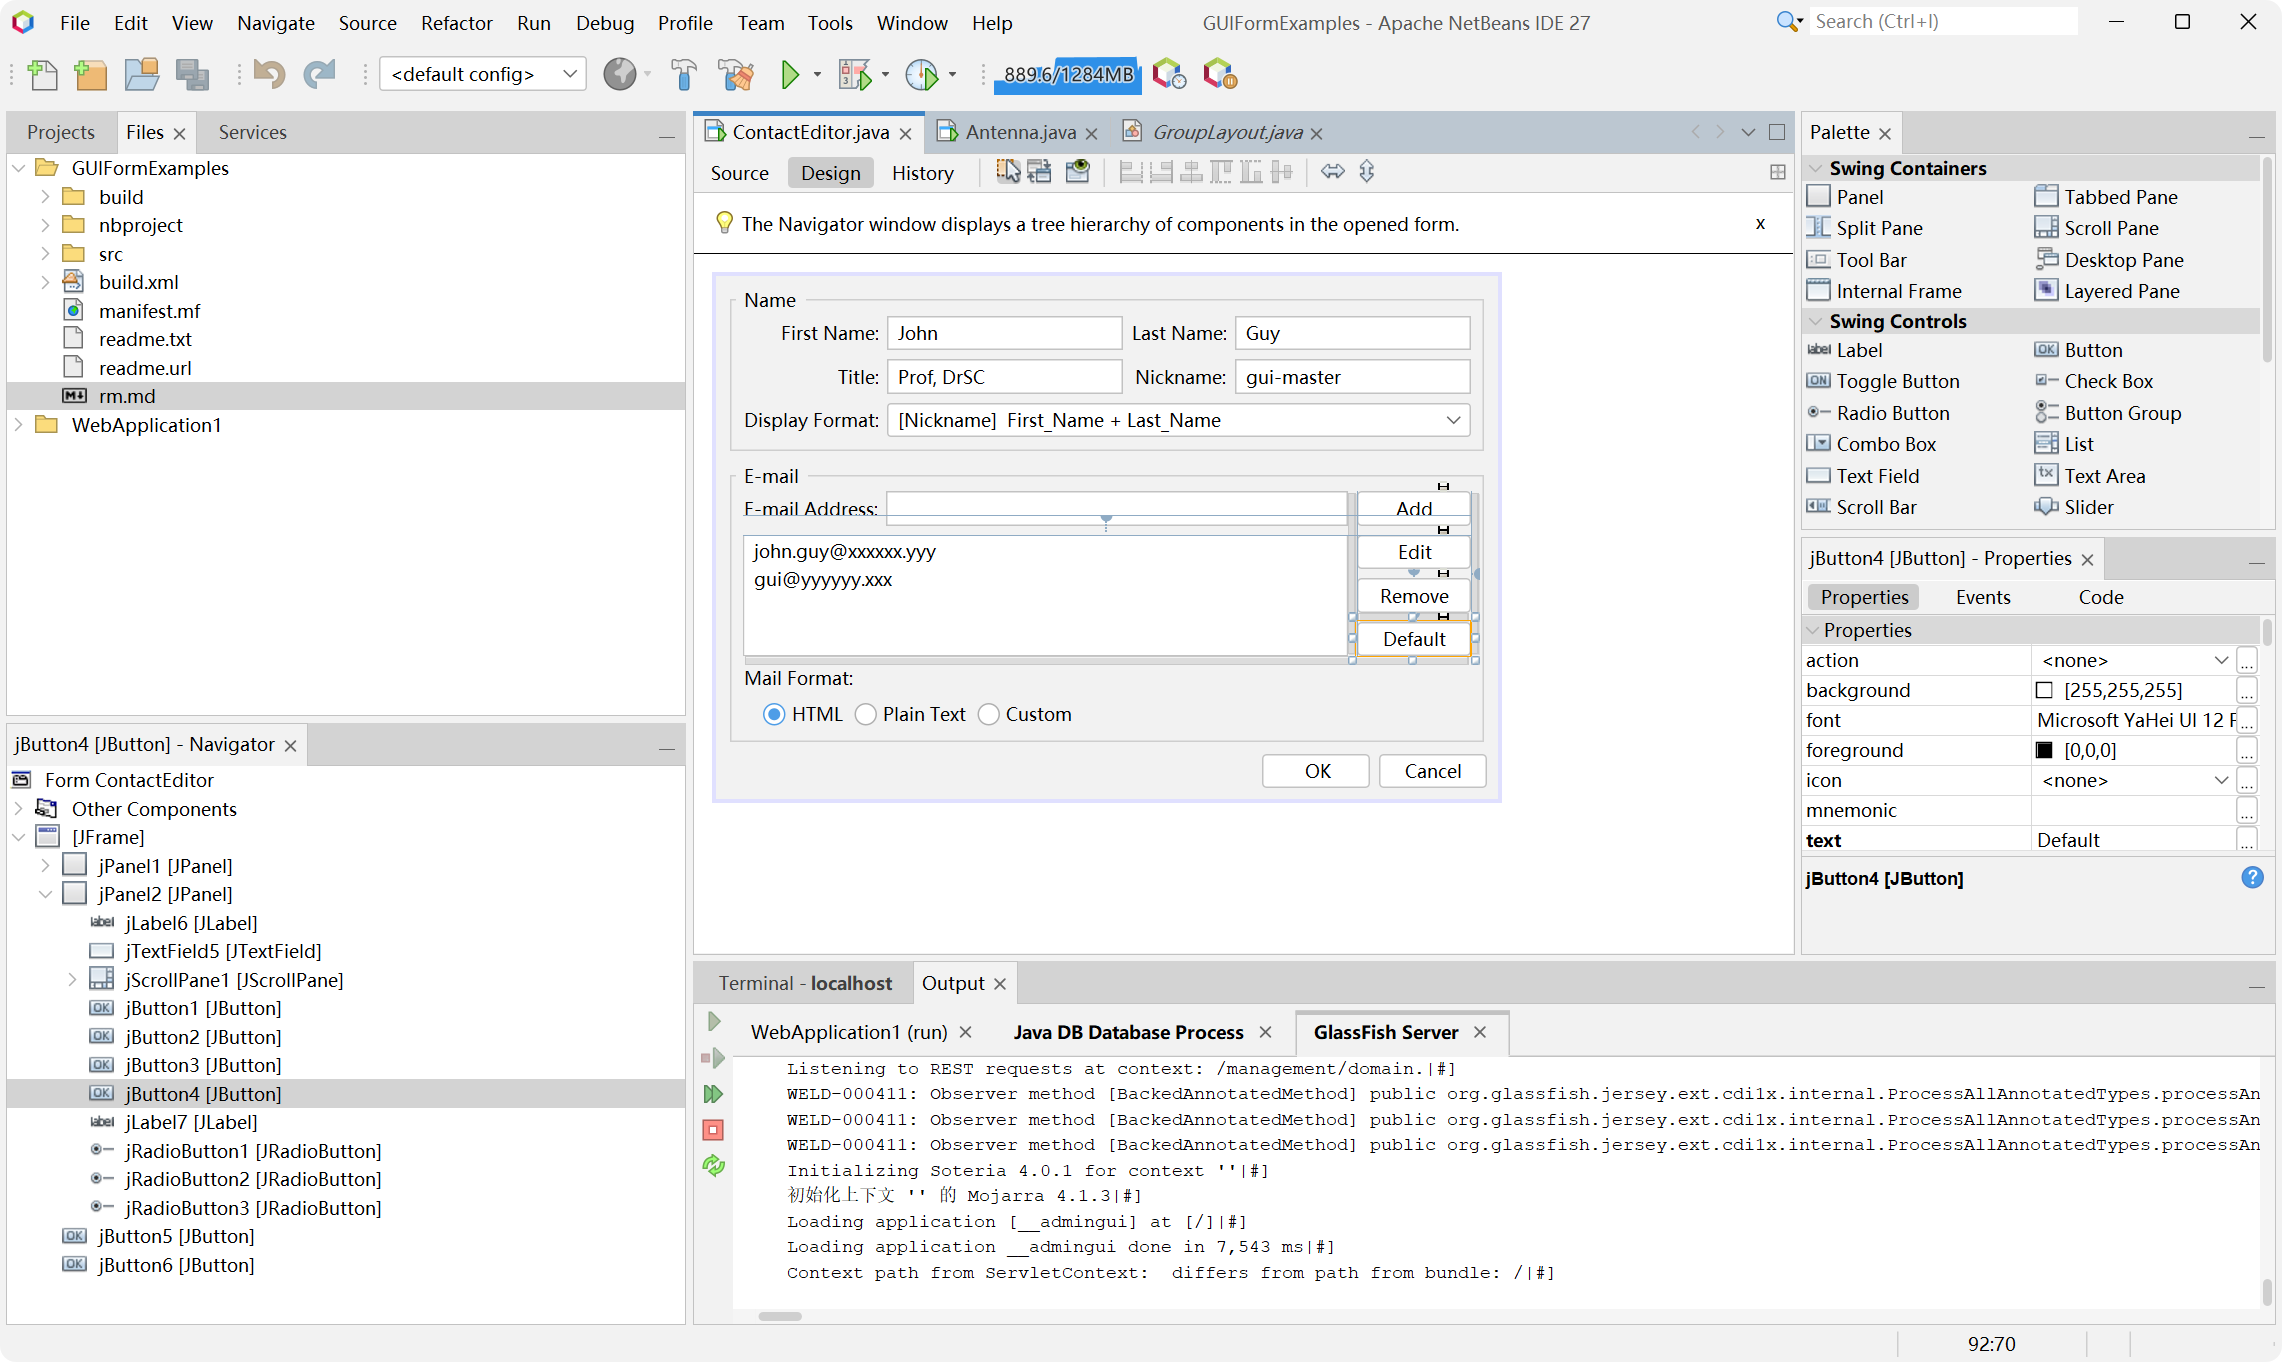 File Edit View Navigate Source Refactor Run Debug Profile Team Tools Window Help GUIFormExamples - Apache NetBeans IDE 27 Search (Ctrl+I)
<default config> 889.6/1284MB
Projects Files Services
GUIFormExamples
build
nbproject
src
build.xml
manifest.mf
readme.txt
readme.url
rm.md
WebApplication1
jButton4 [JButton] - Navigator
Form ContactEditor
Other Components
[JFrame]
jPanel1 [JPanel]
jPanel2 [JPanel]
jLabel6 [JLabel]
jTextField5 [JTextField]
jScrollPane1 [JScrollPane]
jButton1 [JButton]
jButton2 [JButton]
jButton3 [JButton]
jButton4 [JButton]
jLabel7 [JLabel]
jRadioButton1 [JRadioButton]
jRadioButton2 [JRadioButton]
jRadioButton3 [JRadioButton]
jButton5 [JButton]
jButton6 [JButton]
ContactEditor.java Antenna.java GroupLayout.java
Source Design History
The Navigator window displays a tree hierarchy of components in the opened form. x
Name
First Name: John Last Name: Guy
Title: Prof, DrSC Nickname: gui-master
Display Format: [Nickname] First_Name + Last_Name
E-mail
E-mail Address: Add
john.guy@xxxxxx.yyy Edit
gui@yyyyyy.xxx
Remove
Default
Mail Format:
HTML Plain Text Custom
OK Cancel
Terminal - localhost Output
WebApplication1 (run) Java DB Database Process GlassFish Server
Listening to REST requests at context: /management/domain.|#]
WELD-000411: Observer method [BackedAnnotatedMethod] public org.glassfish.jersey.ext.cdi1x.internal.ProcessAllAnnotatedTypes.processAn
WELD-000411: Observer method [BackedAnnotatedMethod] public org.glassfish.jersey.ext.cdi1x.internal.ProcessAllAnnotatedTypes.processAn
WELD-000411: Observer method [BackedAnnotatedMethod] public org.glassfish.jersey.ext.cdi1x.internal.ProcessAllAnnotatedTypes.processAn
Initializing Soteria 4.0.1 for context ''|#]
初始化上下文 '' 的 Mojarra 4.1.3|#]
Loading application [__admingui] at [/]|#]
Loading application __admingui done in 7,543 ms|#]
Context path from ServletContext:  differs from path from bundle: /|#]
Palette
Swing Containers
Panel Tabbed Pane
Split Pane Scroll Pane
Tool Bar Desktop Pane
Internal Frame Layered Pane
Swing Controls
label Label OK Button
ON Toggle Button Check Box
Radio Button Button Group
Combo Box List
Text Field tx Text Area
Scroll Bar Slider
jButton4 [JButton] - Properties
Properties Events Code
Properties
action <none> ...
background [255,255,255] ...
font Microsoft YaHei UI 12 F ...
foreground [0,0,0] ...
icon <none> ...
mnemonic ...
text Default ...
jButton4 [JButton] ?
92:70